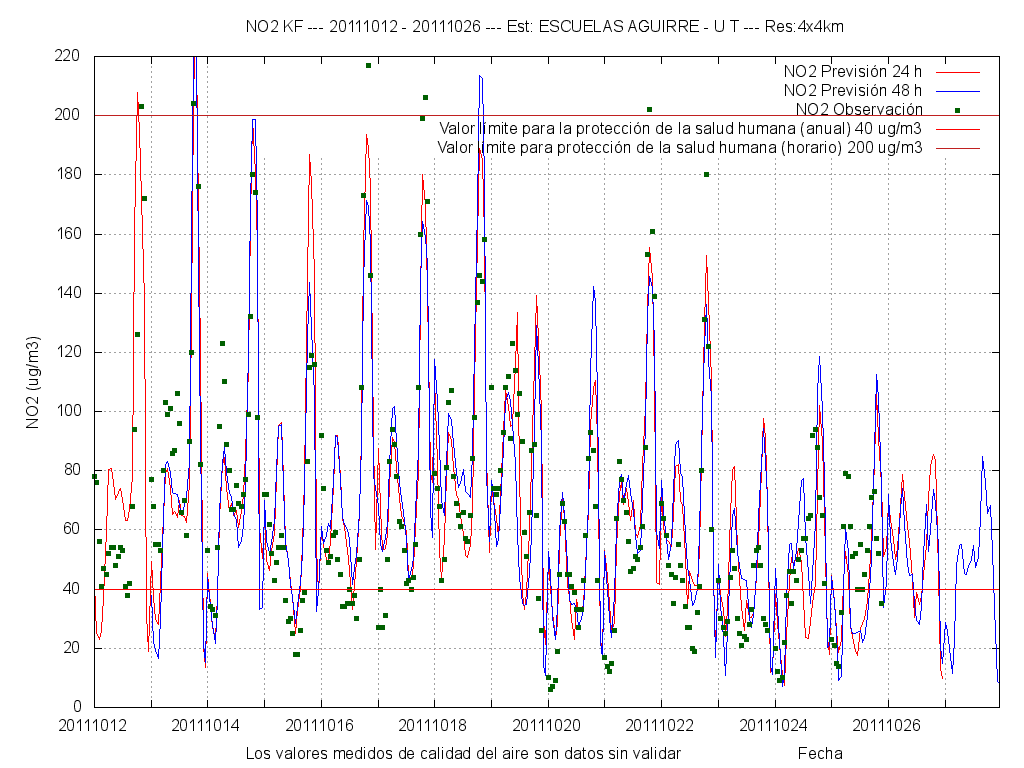 NO2 KF --- 20111012 - 20111026 --- Est: ESCUELAS AGUIRRE - U T --- Res:4x4km
NO2 Previsión 24 h
NO2 Previsión 48 h
NO2 Observación
Valor límite para la protección de la salud humana (anual) 40 ug/m3
Valor límite para protección de la salud humana (horario) 200 ug/m3
NO2 (ug/m3)
220
200
180
160
140
120
100
80
60
40
20
0
20111012 20111014 20111016 20111018 20111020 20111022 20111024 20111026
Los valores medidos de calidad del aire son datos sin validar Fecha